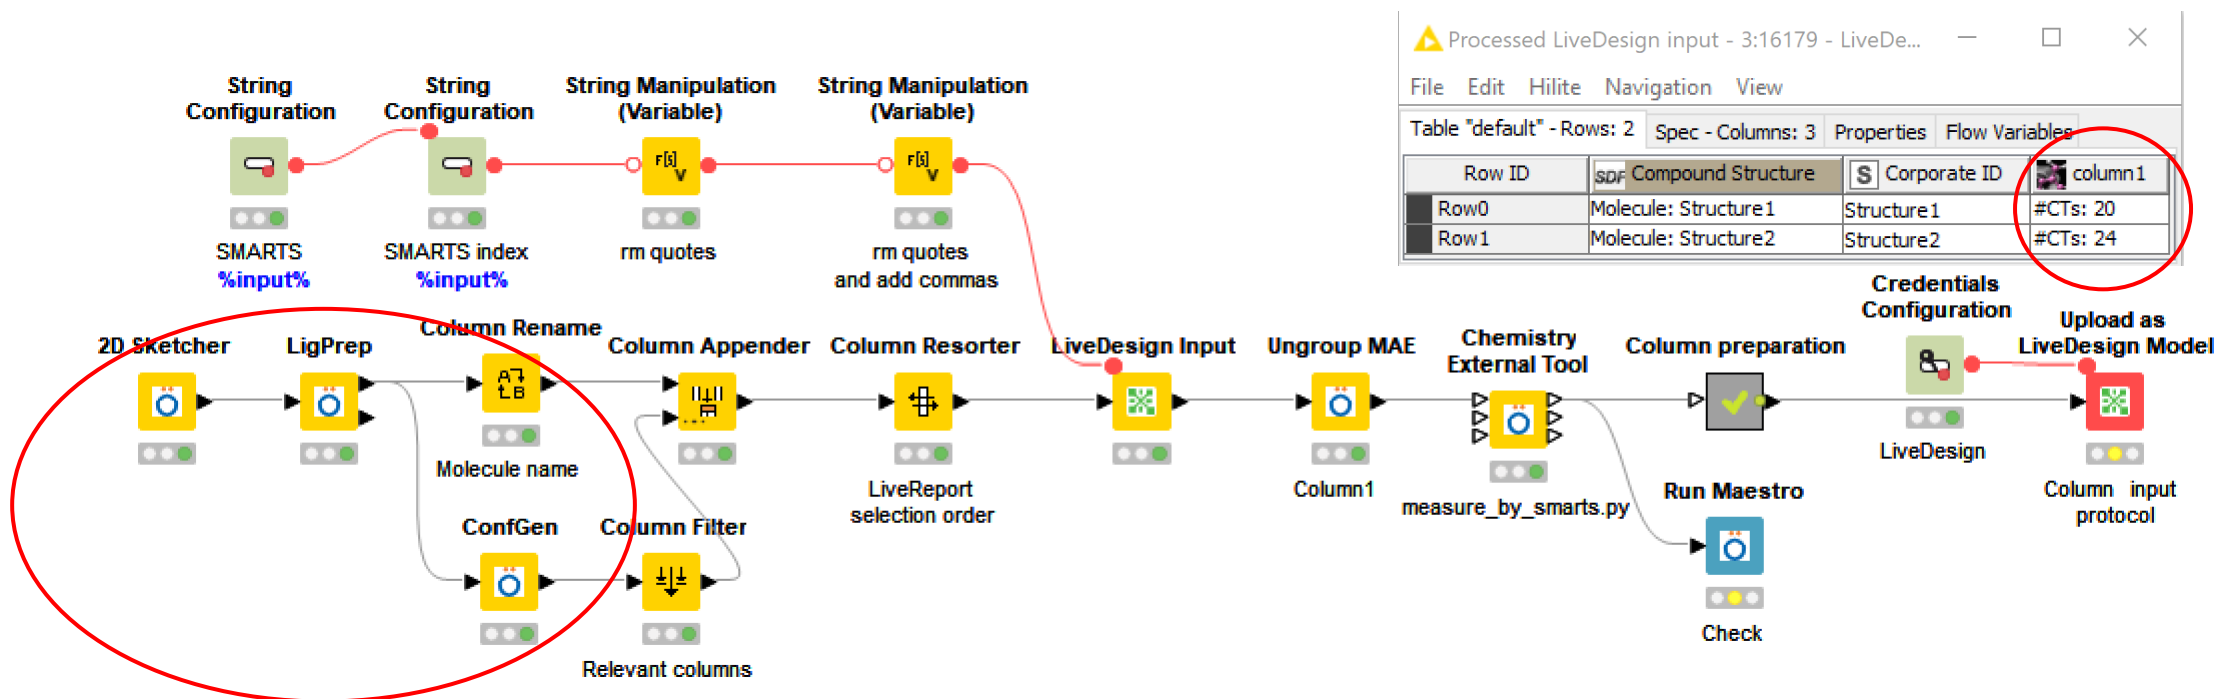 Processed LiveDesign input - 3:16179 - LiveDe...
File Edit Hilite Navigation View
Table "default" - Rows: 2 Spec - Columns: 3 Properties Flow Variables
Row ID SDF Compound Structure S Corporate ID column1
Row0 Molecule: Structure1 Structure1 #CTs: 20
Row1 Molecule: Structure2 Structure2 #CTs: 24
String
Configuration
SMARTS
%input%
String
Configuration
SMARTS index
%input%
String Manipulation
(Variable)
F[s]
V
rm quotes
String Manipulation
(Variable)
F[s]
V
rm quotes
and add commas
2D Sketcher
LigPrep
Column Rename
A
B
Molecule name
ConfGen
Column Appender
Column Filter
Relevant columns
Column Resorter
LiveReport
selection order
LiveDesign Input
Ungroup MAE
Column1
Chemistry
External Tool
measure_by_smarts.py
Column preparation
Run Maestro
Check
Credentials
Configuration
LiveDesign
Upload as
LiveDesign Model
Column input
protocol